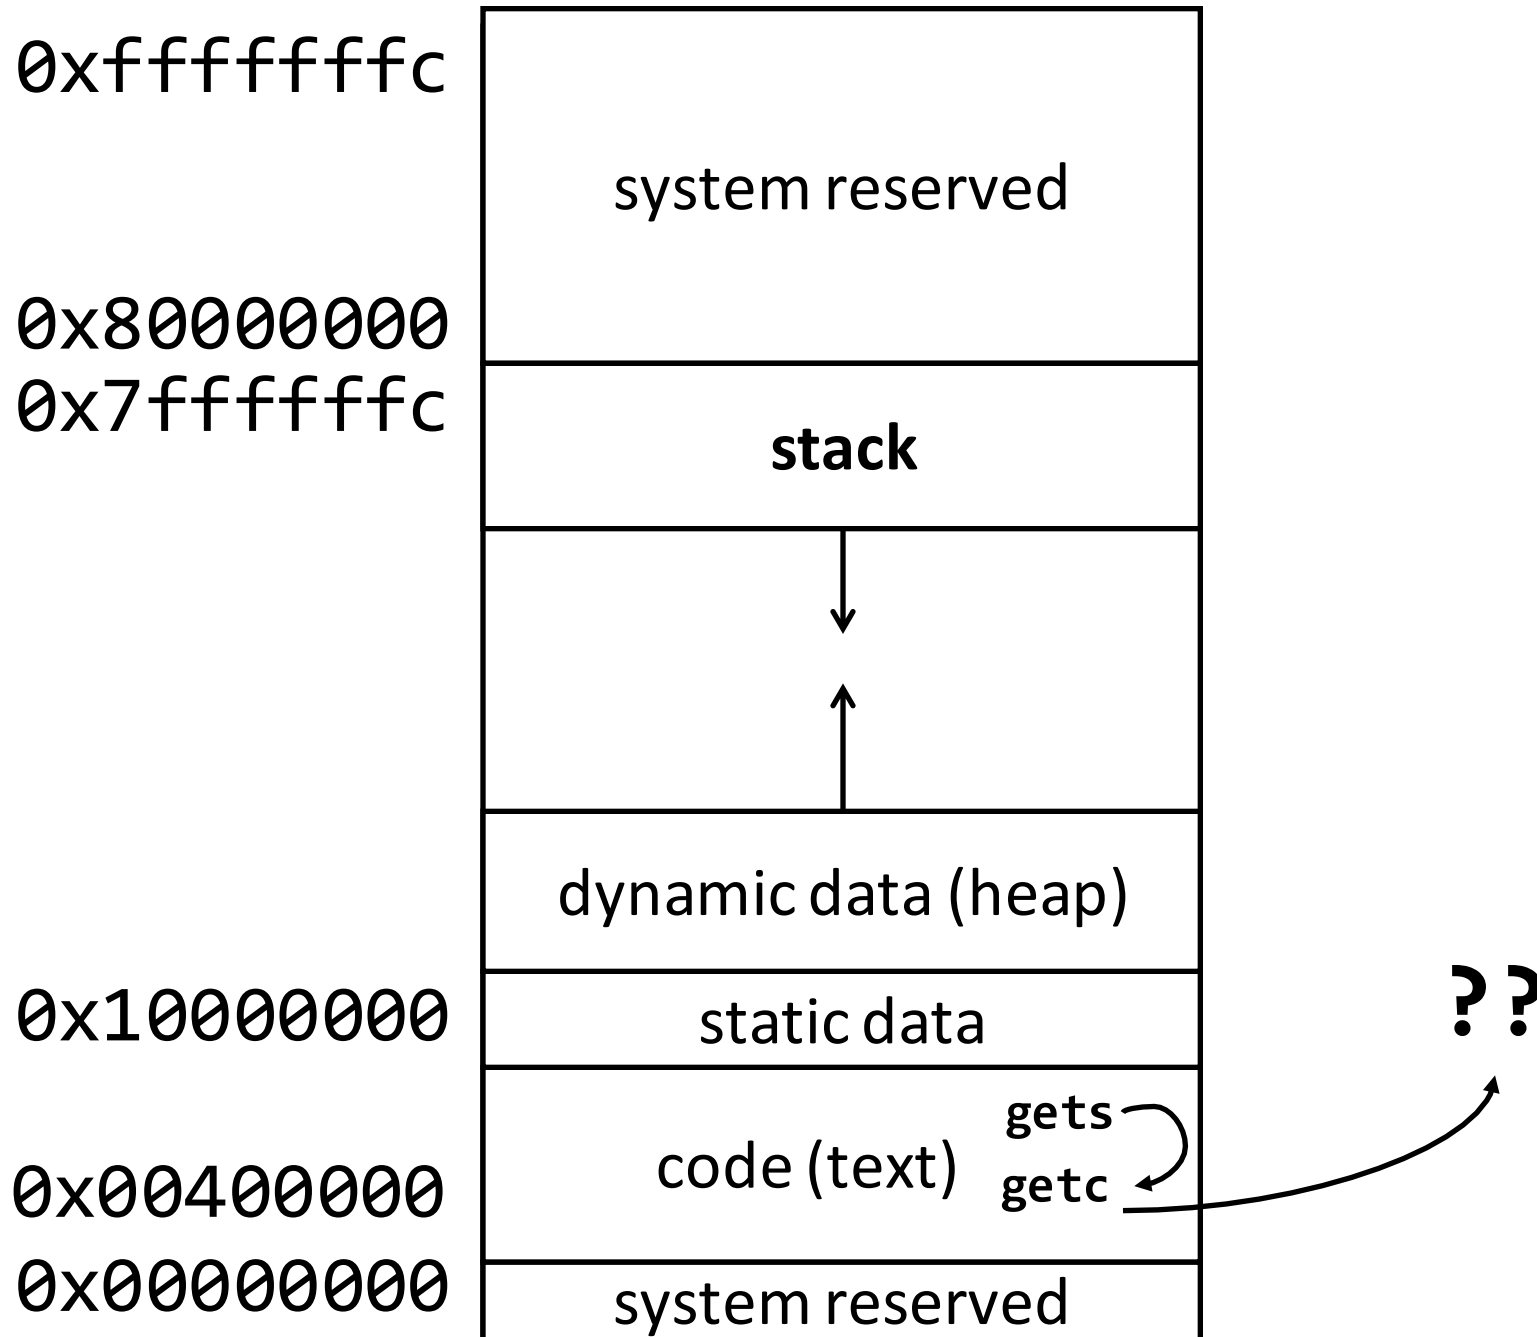 0xfffffffc
system reserved
0x80000000
0x7ffffffc
stack
dynamic data (heap)
0x10000000
static data
??
gets
code (text)
getc
0x00400000
0x00000000
system reserved